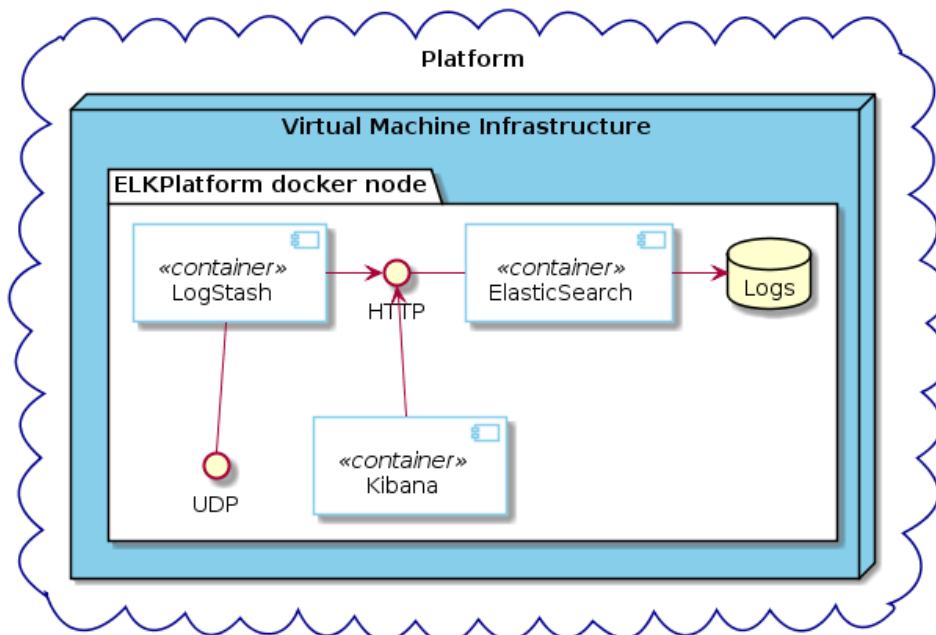 Platform
Virtual Machine Infrastructure
ELKPlatform docker node
«container»
LogStash
HTTP
«container»
ElasticSearch
Logs
UDP
«container»
Kibana